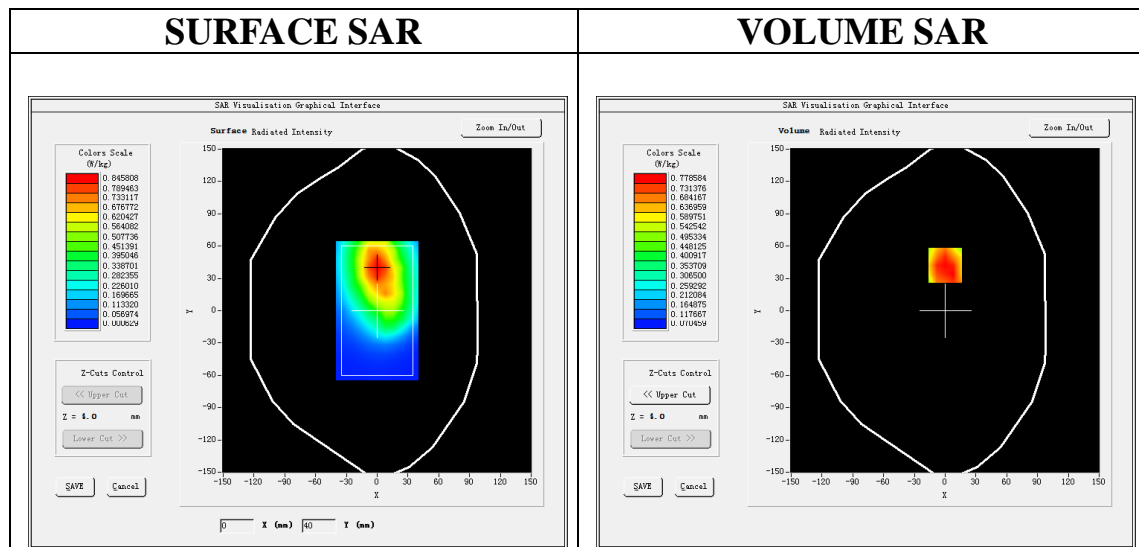 SURFACE SAR
VOLUME SAR
SAR Visualisation Graphical Interface
Surface Radiated Intensity
Zoom In/Out
Colors Scale
(W/kg)
0.845808
0.789463
0.733117
0.676772
0.620427
0.564082
0.507736
0.451391
0.395046
0.338701
0.282355
0.226010
0.169665
0.113320
0.056974
0.000629
150
120
90
60
30
0
-30
-60
-90
-120
-150
Y
-150 -120 -90 -60 -30 0 30 60 90 120 150
X
Z-Cuts Control
<< Upper Cut
Z = 4.0 mm
Lower Cut >>
SAVE Cancel
0 X (mm) 40 Y (mm)
SAR Visualisation Graphical Interface
Volume Radiated Intensity
Zoom In/Out
Colors Scale
(W/kg)
0.778584
0.731376
0.684167
0.636959
0.589751
0.542542
0.495334
0.448125
0.400917
0.353709
0.306500
0.259292
0.212084
0.164875
0.117667
0.070459
150
120
90
60
30
0
-30
-60
-90
-120
-150
Y
-150 -120 -90 -60 -30 0 30 60 90 120 150
X
Z-Cuts Control
<< Upper Cut
Z = 4.0 mm
Lower Cut >>
SAVE Cancel